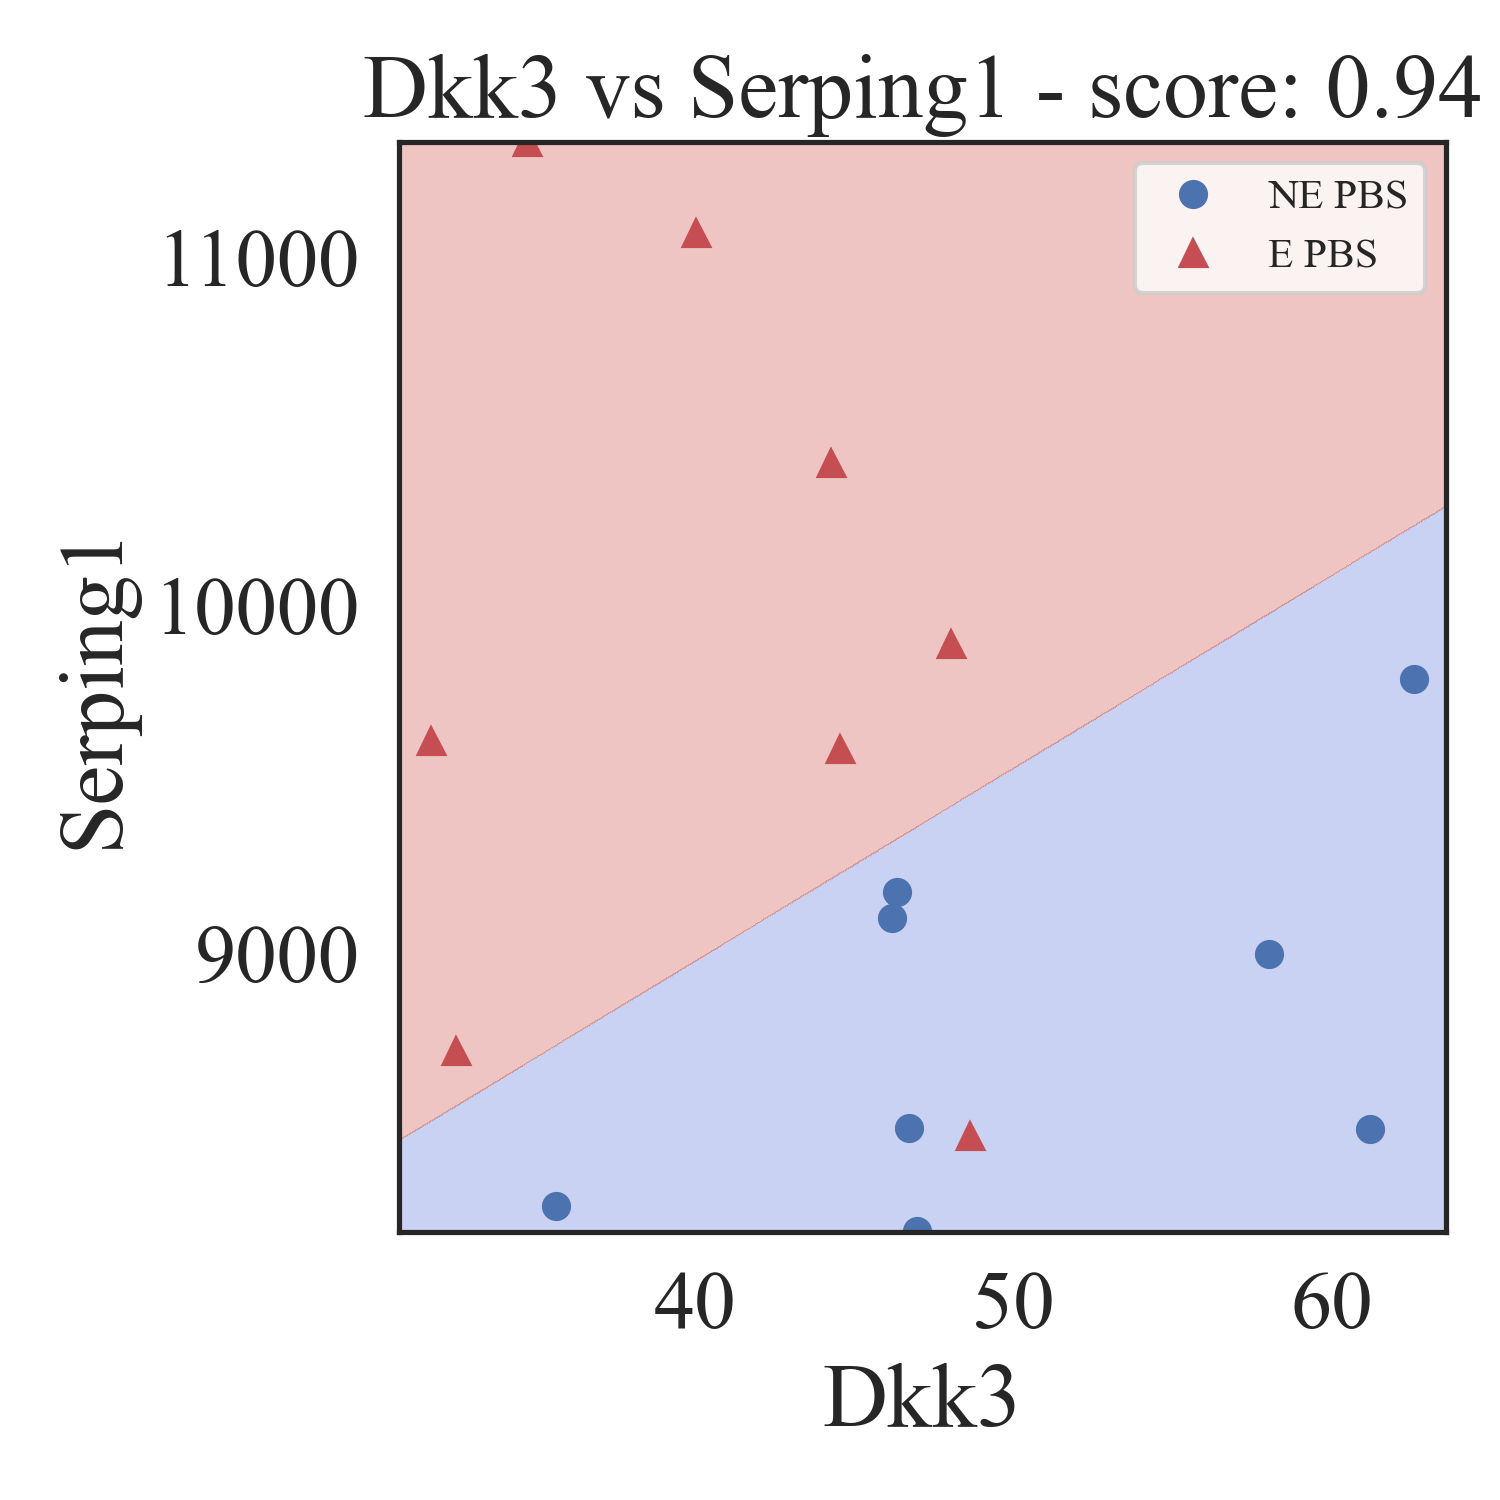 Dkk3 vs Serping1 - score: 0.94
NE PBS
E PBS
11000
10000
9000
Serping1
40 50 60
Dkk3